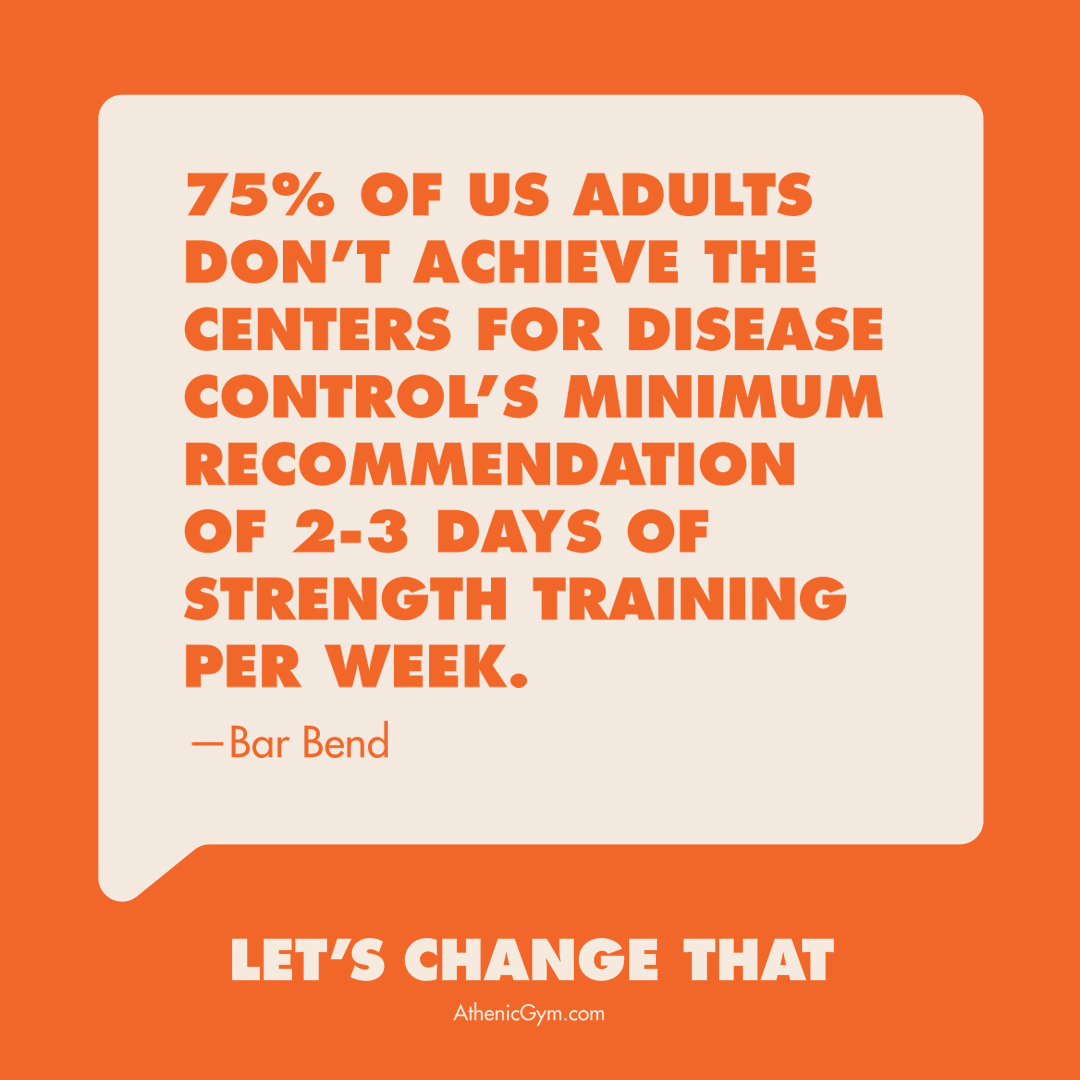 75% OF US ADULTS
DON’T ACHIEVE THE
CENTERS FOR DISEASE
CONTROL’S MINIMUM
RECOMMENDATION
OF 2-3 DAYS OF
STRENGTH TRAINING
PER WEEK.
—Bar Bend
LET’S CHANGE THAT
AthenicGym.com